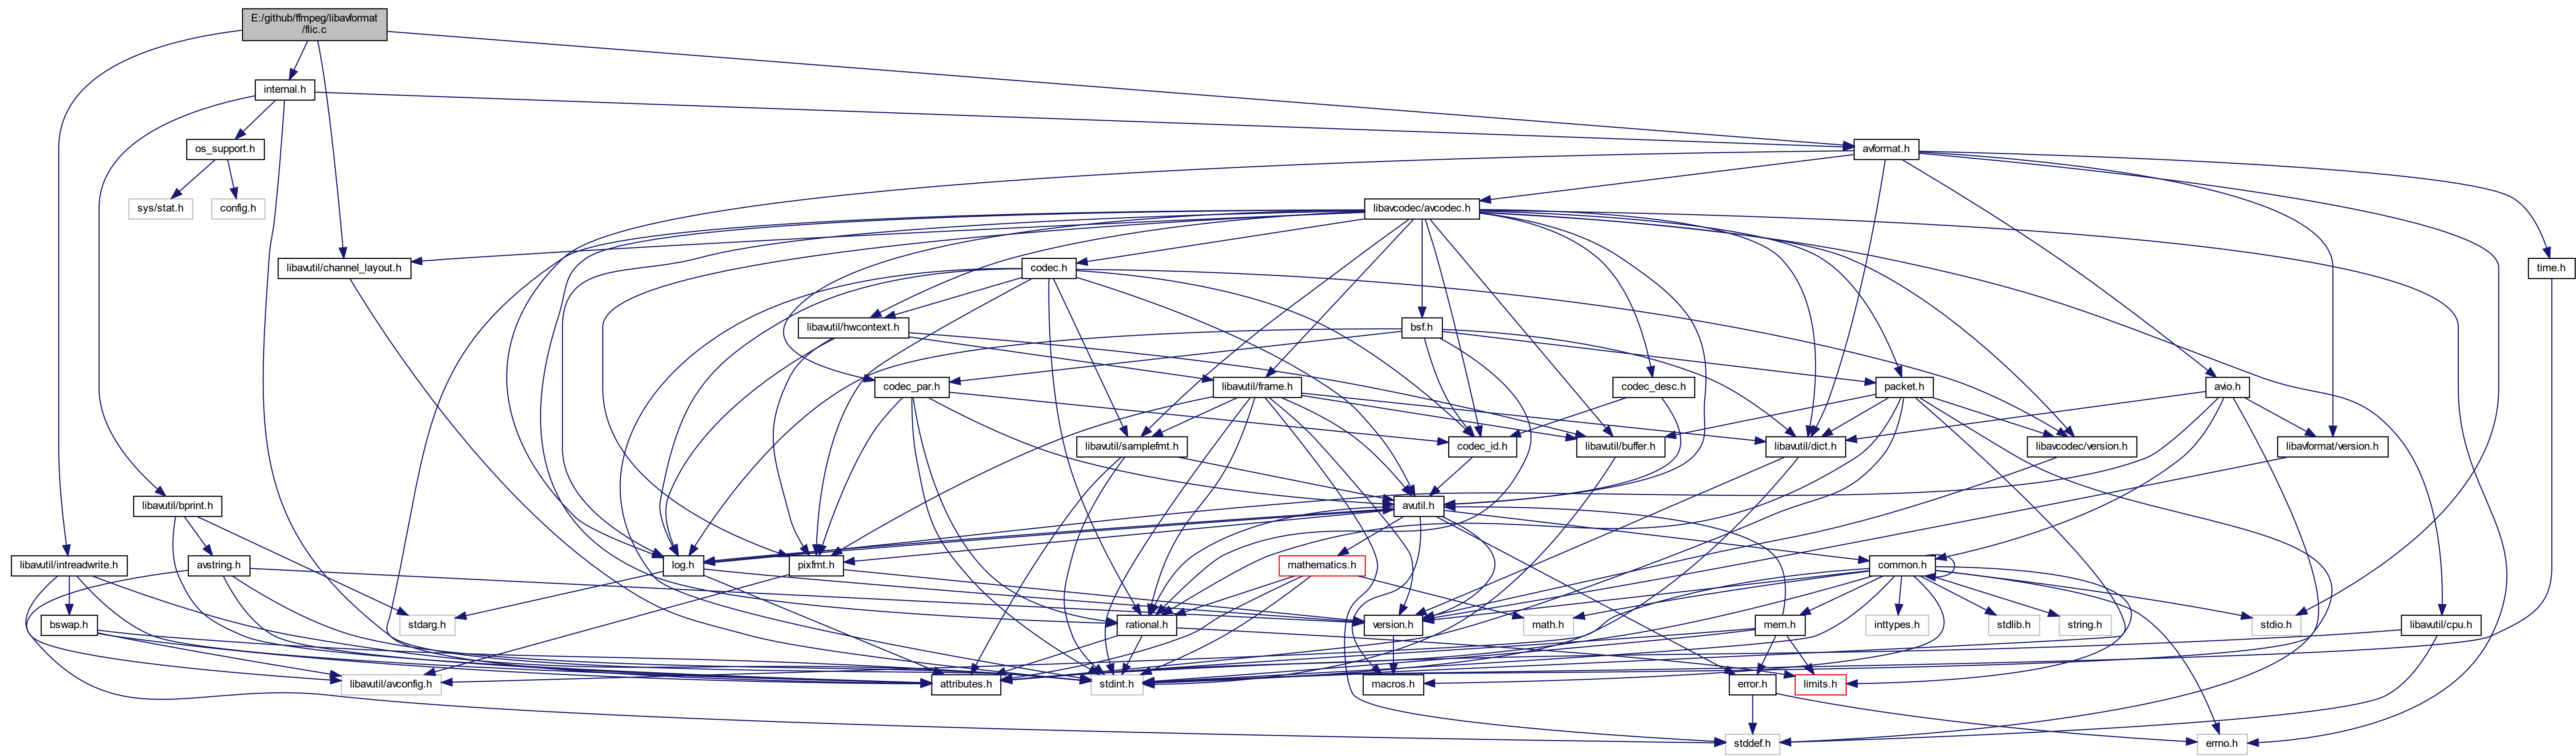 E:/github/ffmpeg/libavformat
/flic.c
internal.h
os_support.h
avformat.h
sys/stat.h
config.h
libavcodec/avcodec.h
libavutil/channel_layout.h
codec.h
time.h
libavutil/hwcontext.h
bsf.h
codec_par.h
libavutil/frame.h
codec_desc.h
packet.h
avio.h
libavutil/samplefmt.h
codec_id.h
libavutil/buffer.h
libavutil/dict.h
libavcodec/version.h
libavformat/version.h
libavutil/bprint.h
avutil.h
libavutil/intreadwrite.h
avstring.h
log.h
pixfmt.h
mathematics.h
common.h
bswap.h
stdarg.h
rational.h
version.h
math.h
mem.h
inttypes.h
stdlib.h
string.h
stdio.h
libavutil/cpu.h
libavutil/avconfig.h
attributes.h
stdint.h
macros.h
error.h
limits.h
stddef.h
errno.h